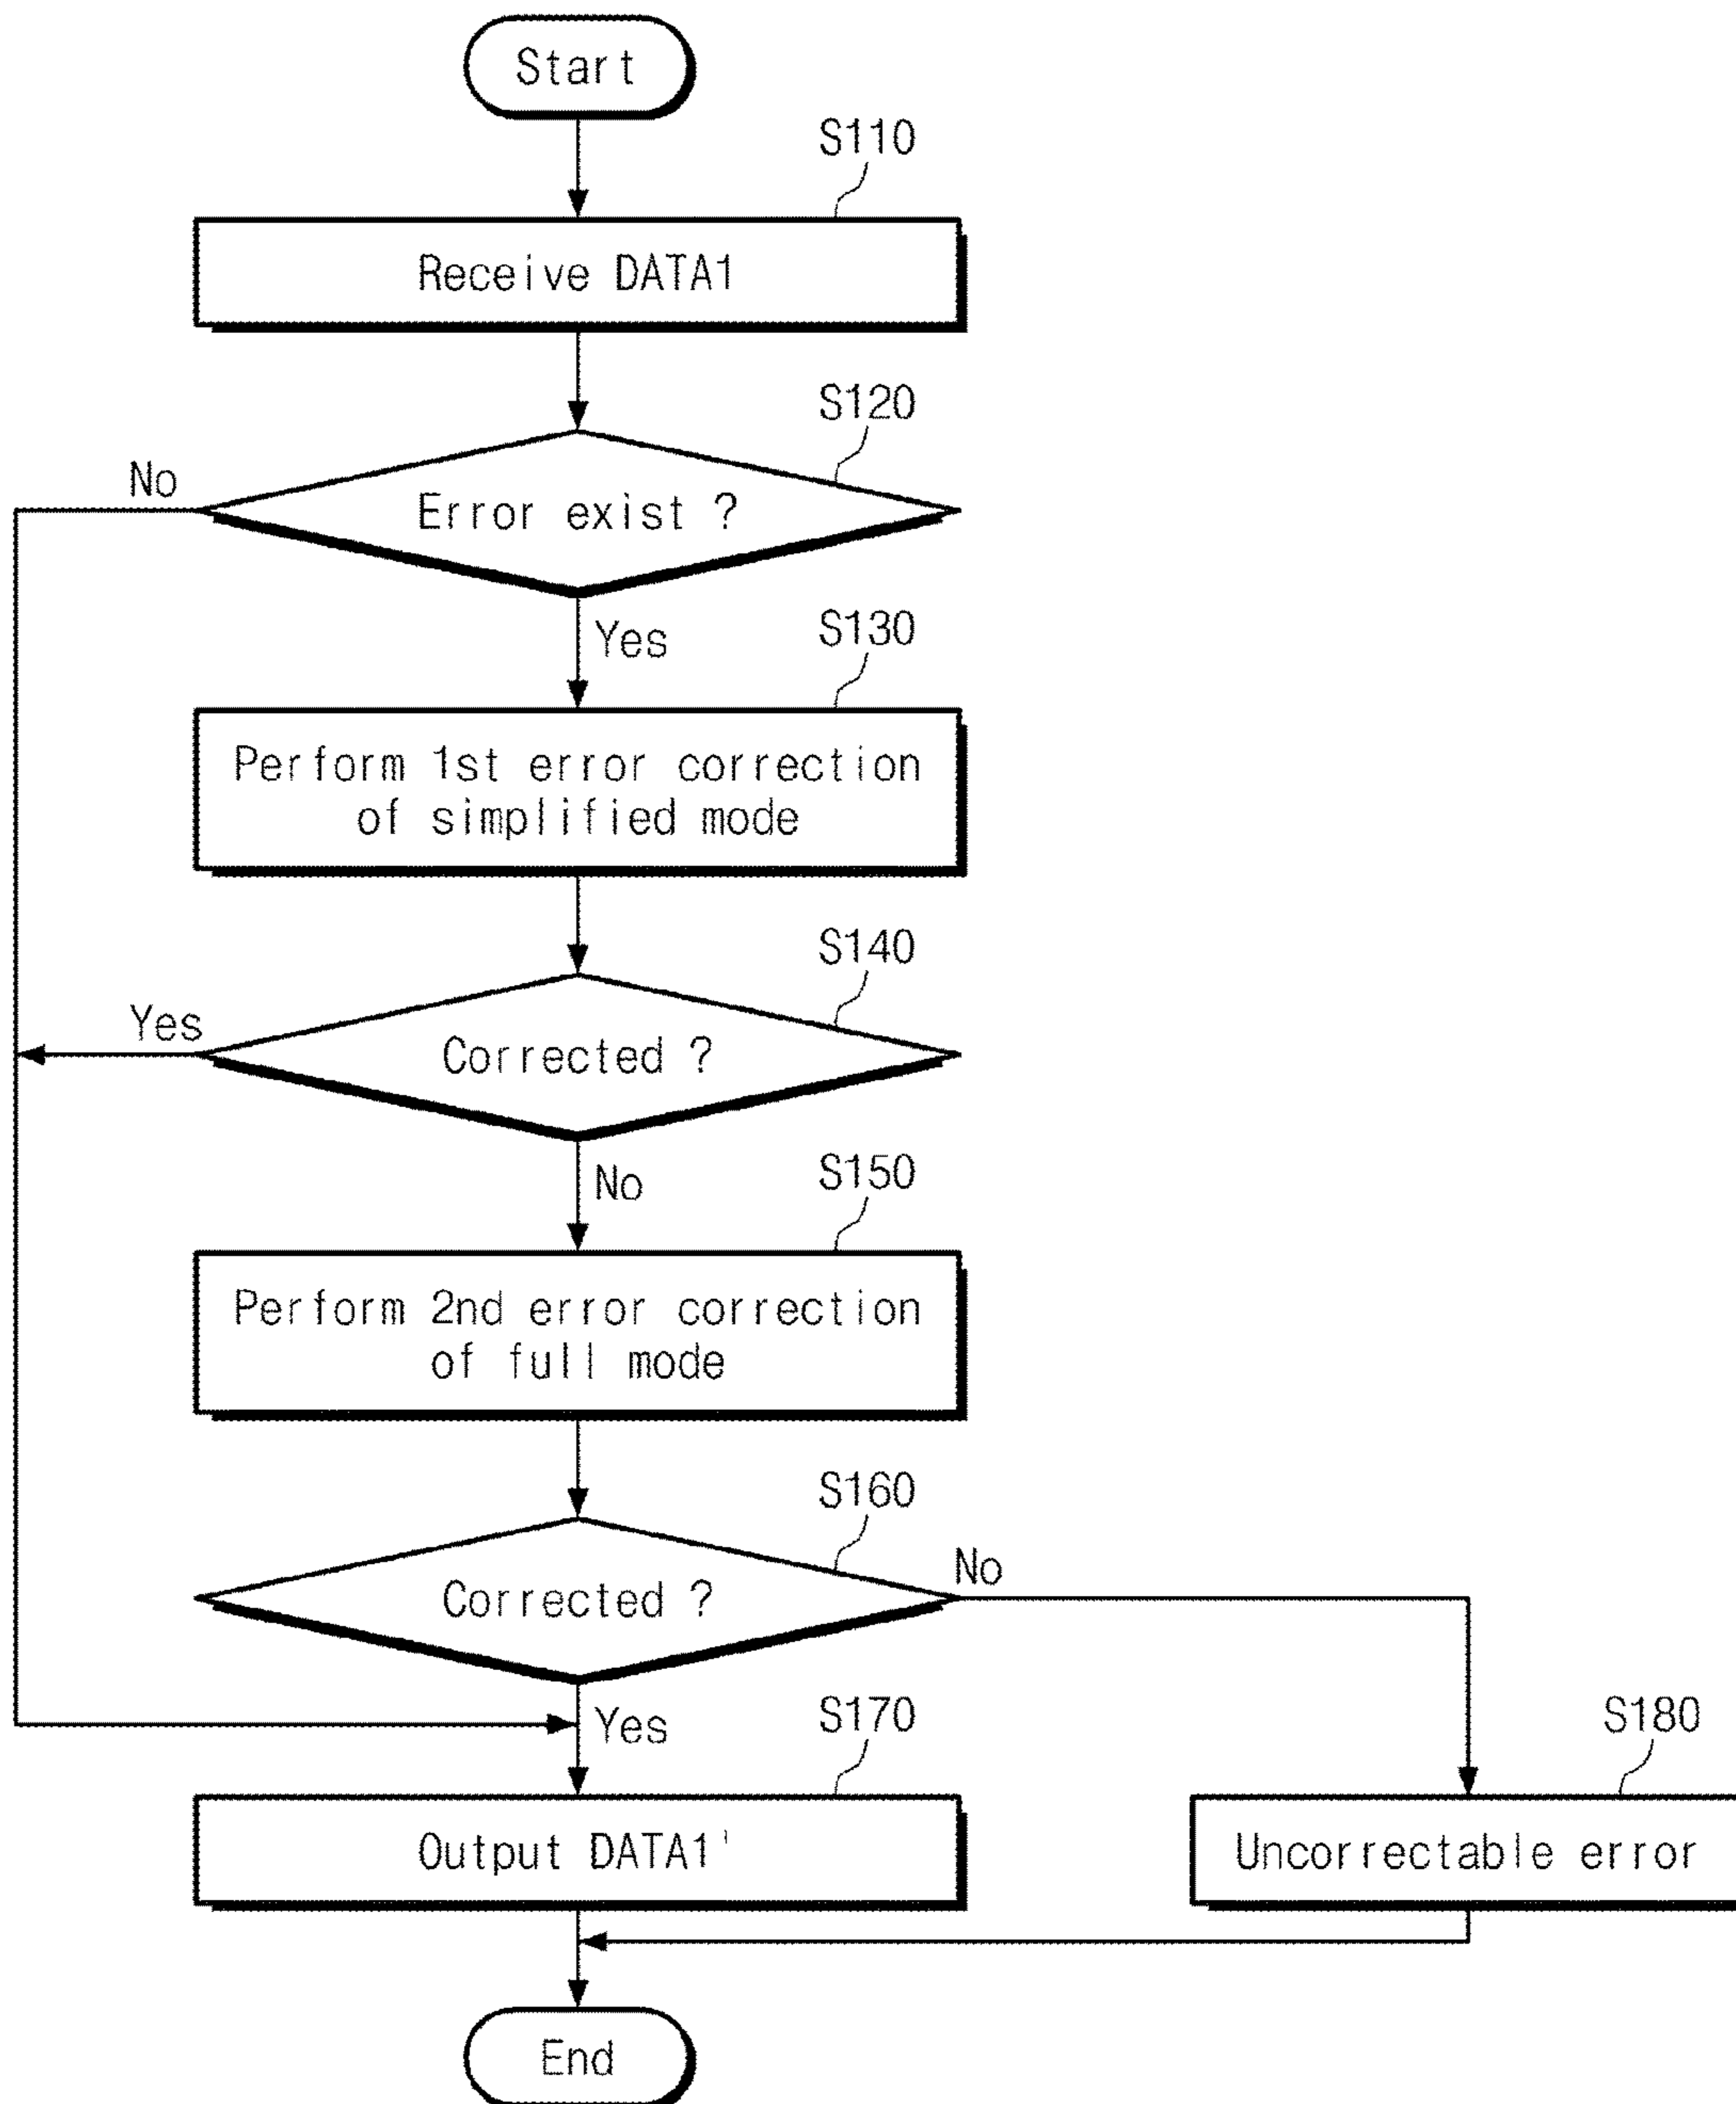 Start
S110
Receive DATA1
S120
No
Error exist ?
Yes
S130
Perform 1st error correction
of simplified mode
S140
Yes
Corrected ?
No
S150
Perform 2nd error correction
of full mode
S160
No
Corrected ?
Yes
S170
S180
Output DATA1'
Uncorrectable error
End